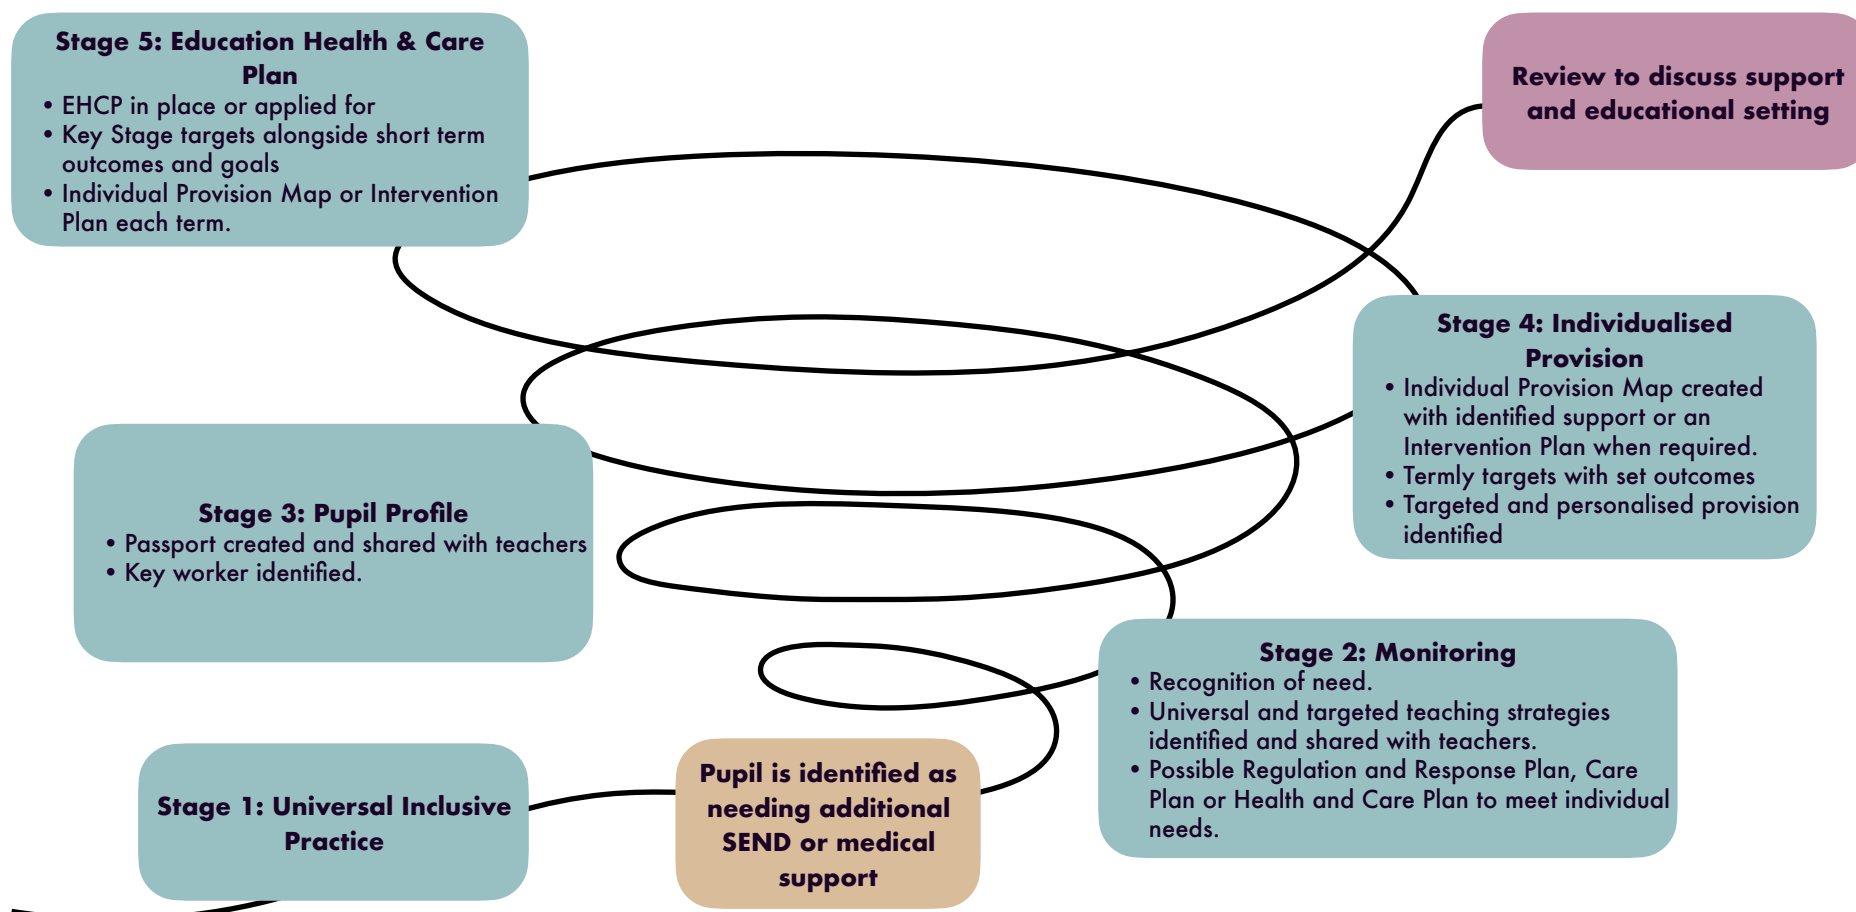 Stage 5: Education Health & Care
Plan
• EHCP in place or applied for
• Key Stage targets alongside short term
outcomes and goals
• Individual Provision Map or Intervention
Plan each term.
Review to discuss support
and educational setting
Stage 4: Individualised
Provision
• Individual Provision Map created
with identified support or an
Intervention Plan when required.
• Termly targets with set outcomes
• Targeted and personalised provision
identified
Stage 3: Pupil Profile
• Passport created and shared with teachers
• Key worker identified.
Stage 2: Monitoring
• Recognition of need.
• Universal and targeted teaching strategies
identified and shared with teachers.
• Possible Regulation and Response Plan, Care
Plan or Health and Care Plan to meet individual
needs.
Stage 1: Universal Inclusive
Practice
Pupil is identified as
needing additional
SEND or medical
support